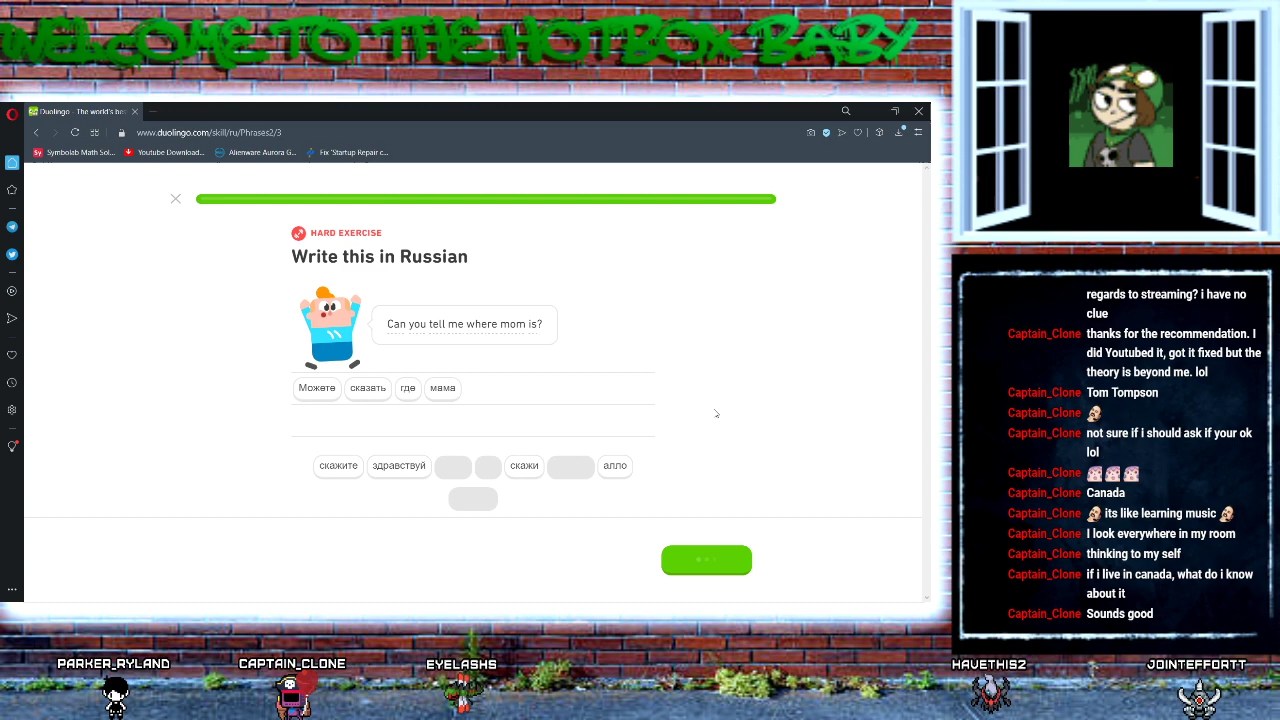 WELCOME TO THE HOTBOX BABY
Duolingo - The world's bes
www.duolingo.com/skill/ru/Phrases2/3
Symbolab Math Sol... Youtube Download... Alienware Aurora G... Fix 'Startup Repair c...
HARD EXERCISE
Write this in Russian
Can you tell me where mom is?
Можете сказать где мама
скажите здравствуй скажи алло
regards to streaming? i have no
clue
Captain_Clone thanks for the recommendation. I
did Youtubed it, got it fixed but the
theory is beyond me. lol
Captain_Clone Tom Tompson
Captain_Clone
Captain_Clone not sure if i should ask if your ok
lol
Captain_Clone
Captain_Clone Canada
Captain_Clone its like learning music
Captain_Clone I look everywhere in my room
Captain_Clone thinking to my self
Captain_Clone if i live in canada, what do i know
about it
Captain_Clone Sounds good
PARKER_RYLAND CAPTAIN_CLONE EYELASHS HAVETHIS2 JOINTEFFORTT